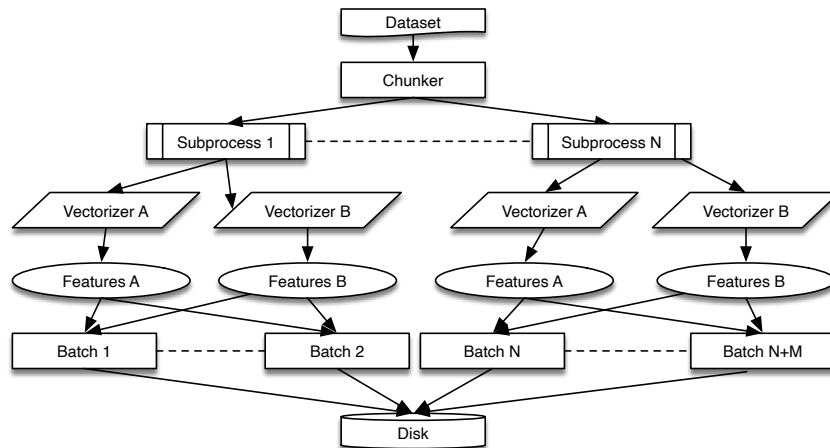 Dataset
Chunker
Subprocess 1
Subprocess N
Vectorizer A
Vectorizer B
Vectorizer A
Vectorizer B
Features A
Features B
Features A
Features B
Batch 1
Batch 2
Batch N
Batch N+M
Disk